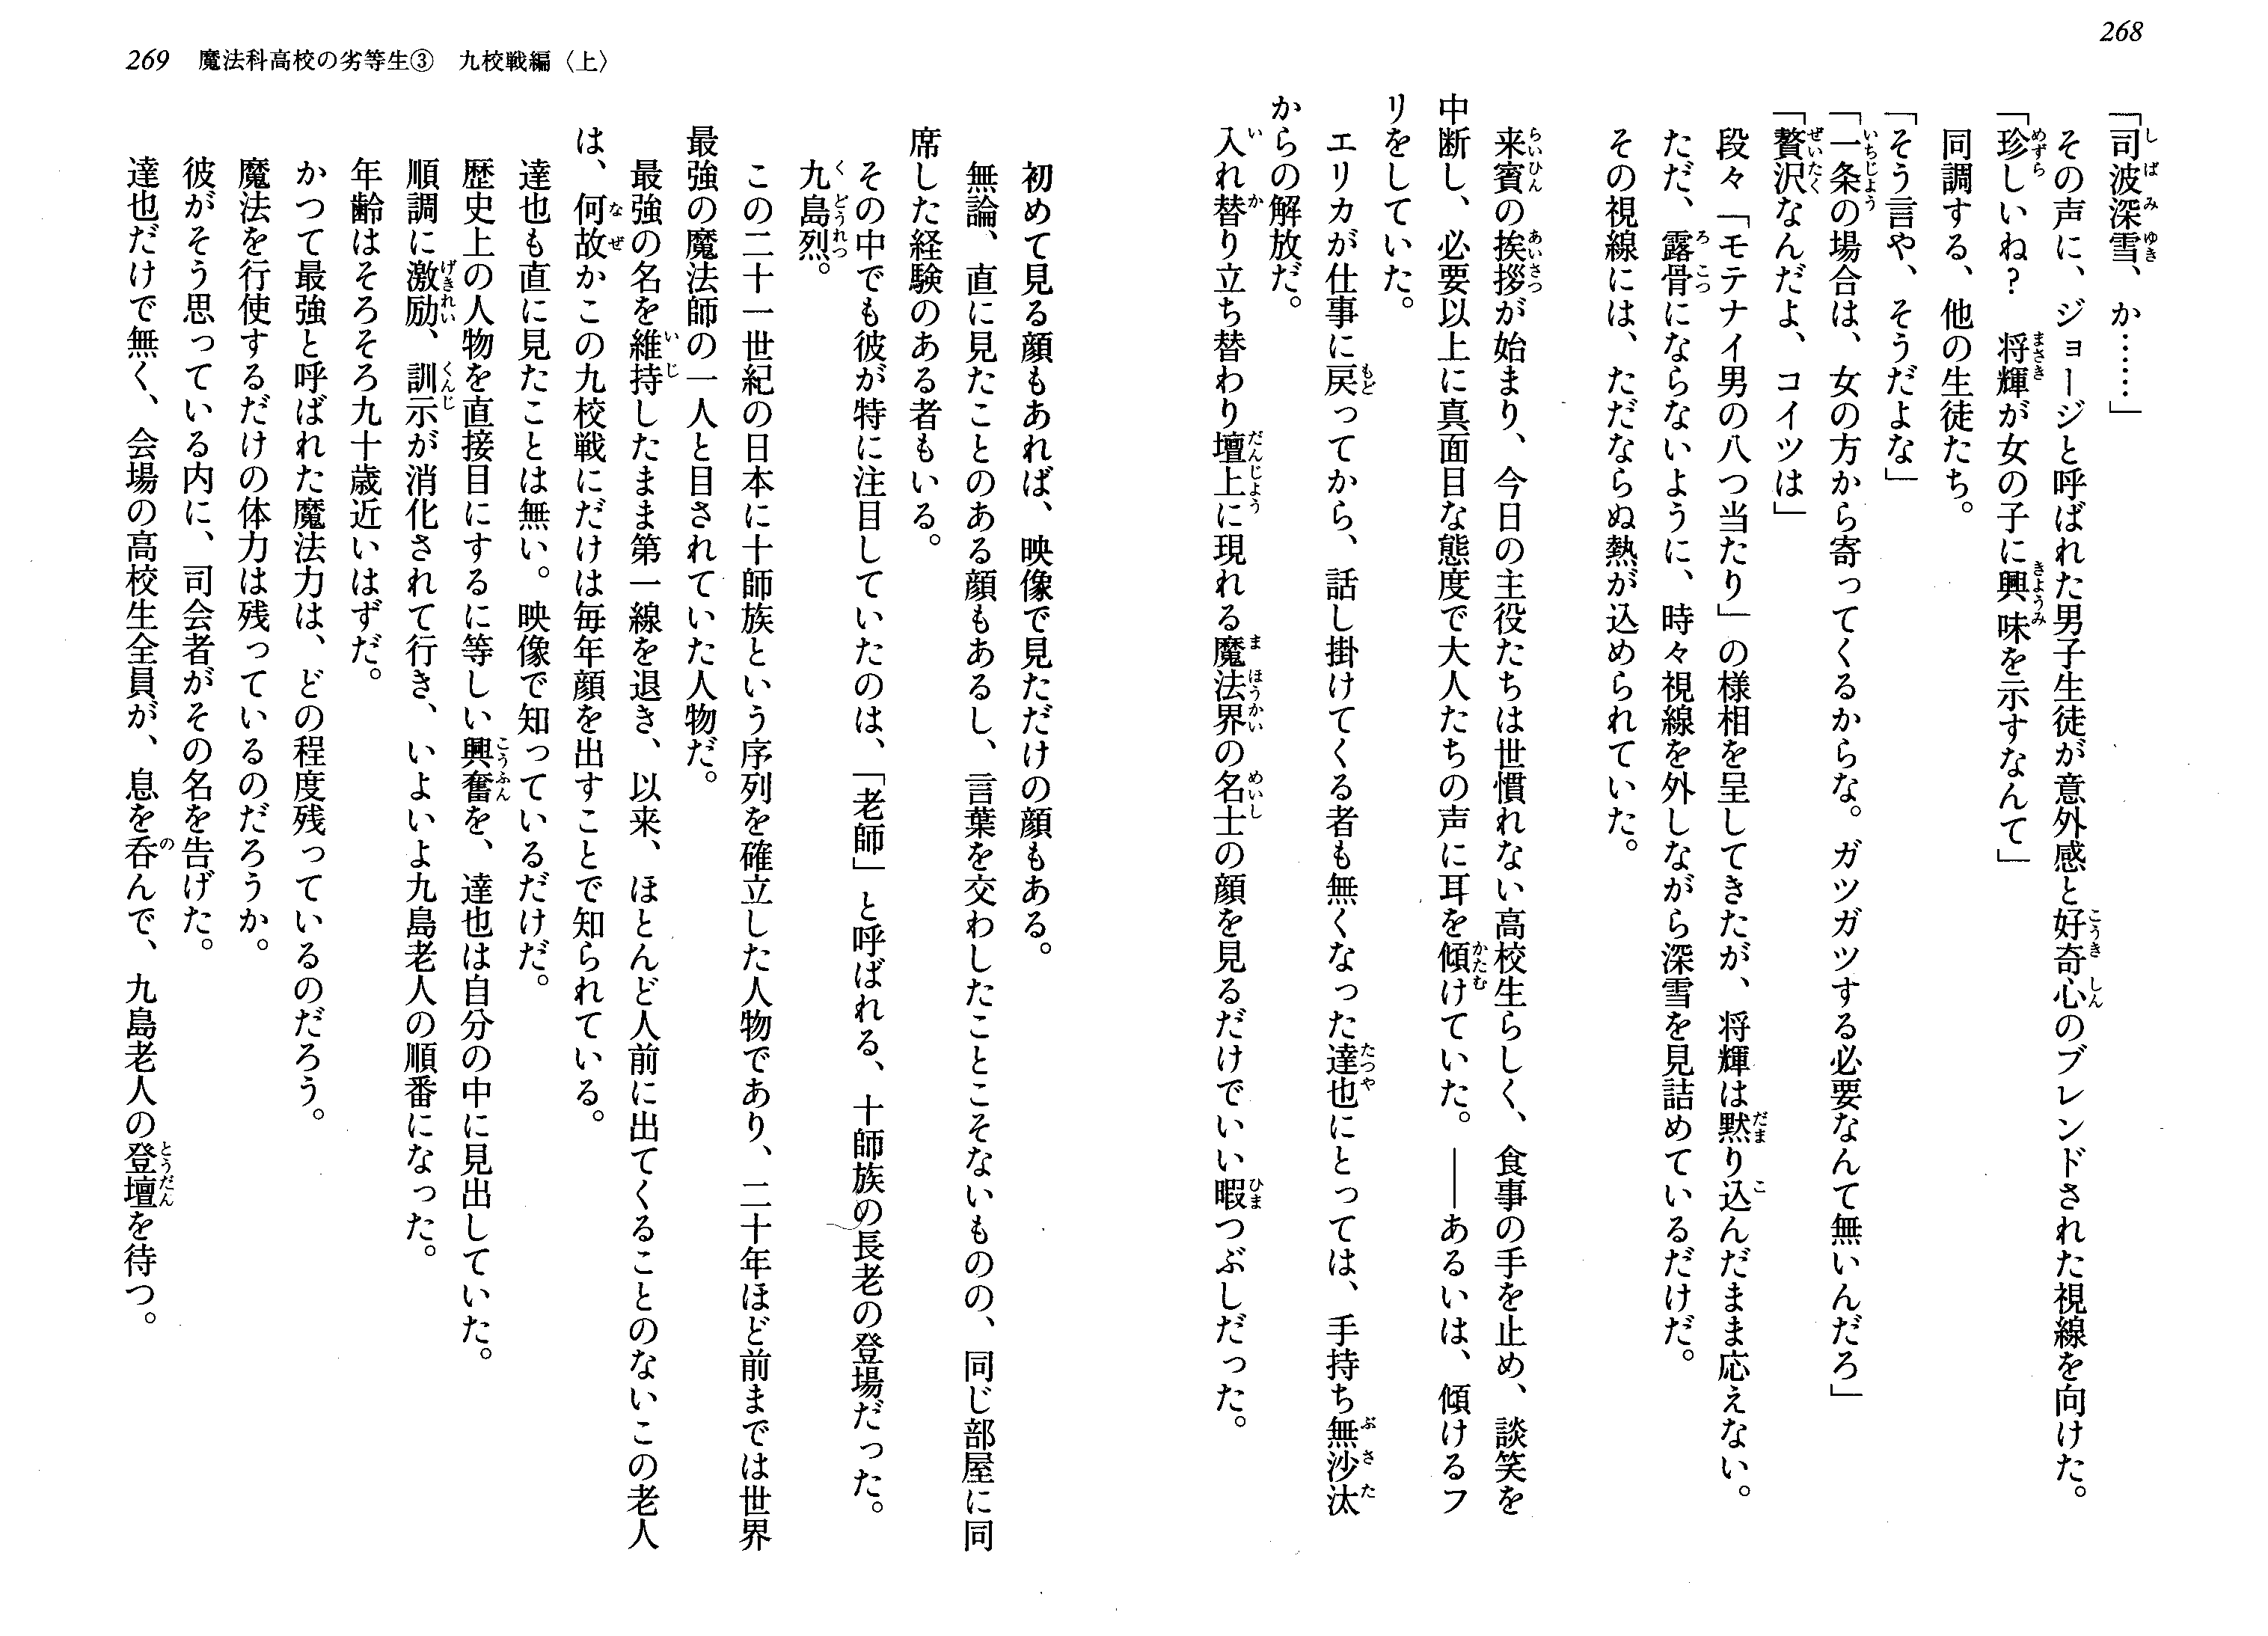 268
「司波深雪、か……」
その声に、ジョージと呼ばれた男子生徒が意外感と好奇心のブレンドされた視線を向けた。
「珍しいね？　将輝が女の子に興味を示すなんて」
同調する、他の生徒たち。
「そう言や、そうだよな」
「一条の場合は、女の方から寄ってくるからな。ガツガツする必要なんて無いんだろ」
「贅沢なんだよ、コイツは」
段々「モテナイ男の八つ当たり」の様相を呈してきたが、将輝は黙り込んだまま応えない。
ただ、露骨にならないように、時々視線を外しながら深雪を見詰めているだけだ。
その視線には、ただならぬ熱が込められていた。
来賓の挨拶が始まり、今日の主役たちは世慣れない高校生らしく、食事の手を止め、談笑を
中断し、必要以上に真面目な態度で大人たちの声に耳を傾けていた。――あるいは、傾けるフ
リをしていた。
エリカが仕事に戻ってから、話し掛けてくる者も無くなった達也にとっては、手持ち無沙汰
からの解放だ。
入れ替り立ち替わり壇上に現れる魔法界の名士の顔を見るだけでいい暇つぶしだった。
269　魔法科高校の劣等生③　九校戦編〈上〉
初めて見る顔もあれば、映像で見ただけの顔もある。
無論、直に見たことのある顔もあるし、言葉を交わしたことこそないものの、同じ部屋に同
席した経験のある者もいる。
その中でも彼が特に注目していたのは、「老師」と呼ばれる、十師族の長老の登場だった。
九島烈。
この二十一世紀の日本に十師族という序列を確立した人物であり、二十年ほど前までは世界
最強の魔法師の一人と目されていた人物だ。
最強の名を維持したまま第一線を退き、以来、ほとんど人前に出てくることのないこの老人
は、何故かこの九校戦にだけは毎年顔を出すことで知られている。
達也も直に見たことは無い。映像で知っているだけだ。
歴史上の人物を直接目にするに等しい興奮を、達也は自分の中に見出していた。
順調に激励、訓示が消化されて行き、いよいよ九島老人の順番になった。
年齢はそろそろ九十歳近いはずだ。
かつて最強と呼ばれた魔法力は、どの程度残っているのだろう。
魔法を行使するだけの体力は残っているのだろうか。
彼がそう思っている内に、司会者がその名を告げた。
達也だけで無く、会場の高校生全員が、息を呑んで、九島老人の登壇を待つ。